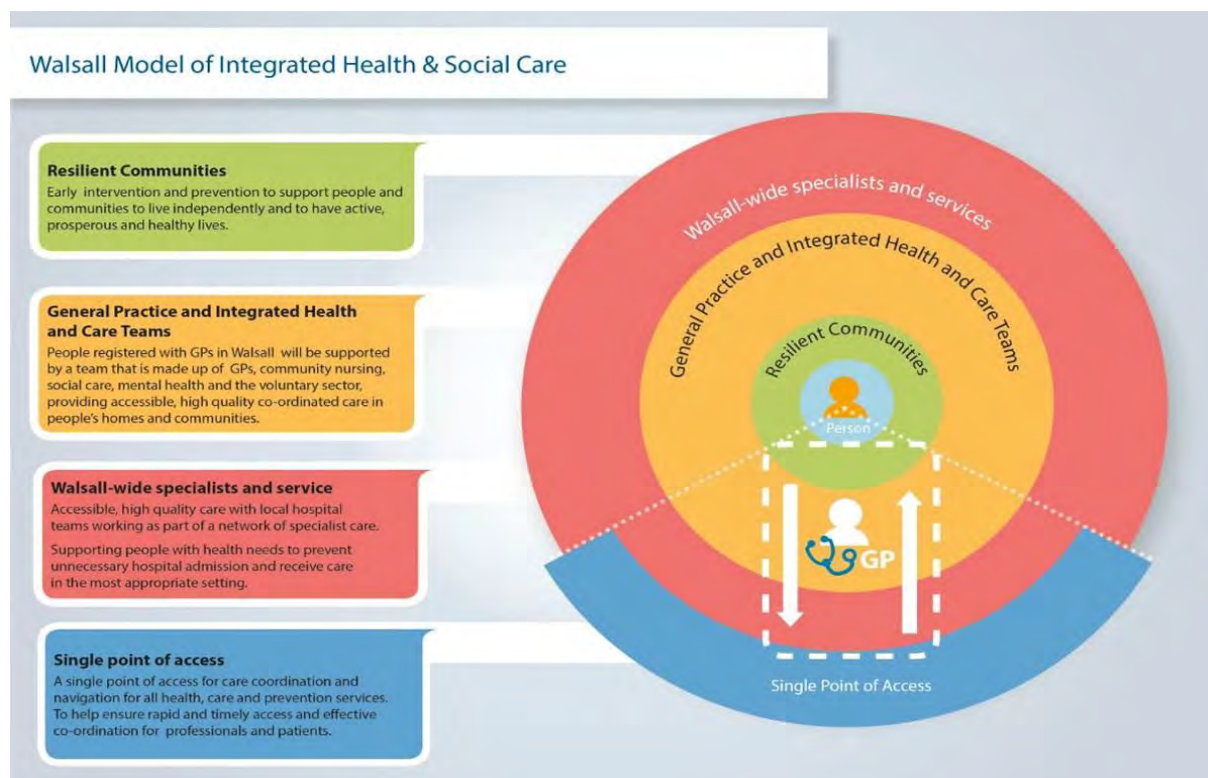 Walsall Model of Integrated Health & Social Care
Resilient Communities
Early intervention and prevention to support people and
communities to live independently and to have active,
prosperous and healthy lives.
General Practice and Integrated Health
and Care Teams
People registered with GPs in Walsall will be supported
by a team that is made up of GPs, community nursing,
social care, mental health and the voluntary sector,
providing accessible, high quality co-ordinated care in
people's homes and communities.
Walsall-wide specialists and service
Accessible, high quality care with local hospital
teams working as part of a network of specialist care.
Supporting people with health needs to prevent
unnecessary hospital admission and receive care
in the most appropriate setting.
Single point of access
A single point of access for care coordination and
navigation for all health, care and prevention services.
To help ensure rapid and timely access and effective
co-ordination for professionals and patients.
Walsall-wide specialists and services
General Practice and Integrated Health and Care Teams
Resilient Communities
Person
GP
Single Point of Access